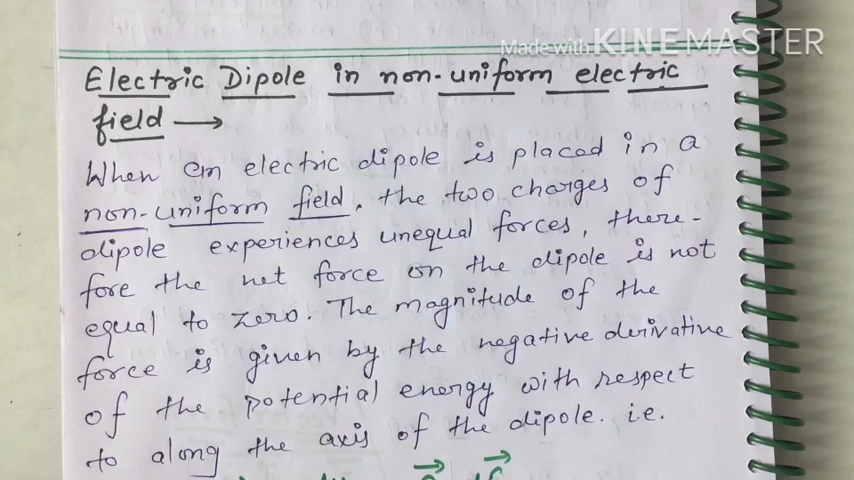 Made with KINEMASTER
Electric Dipole in non-uniform electric
field →
When an electric dipole is placed in a
non-uniform field, the two charges of
dipole experiences unequal forces, there-
fore the net force on the dipole is not
equal to zero. The magnitude of the
force is given by the negative derivative
of the potential energy with respect
to along the axis of the dipole. i.e.